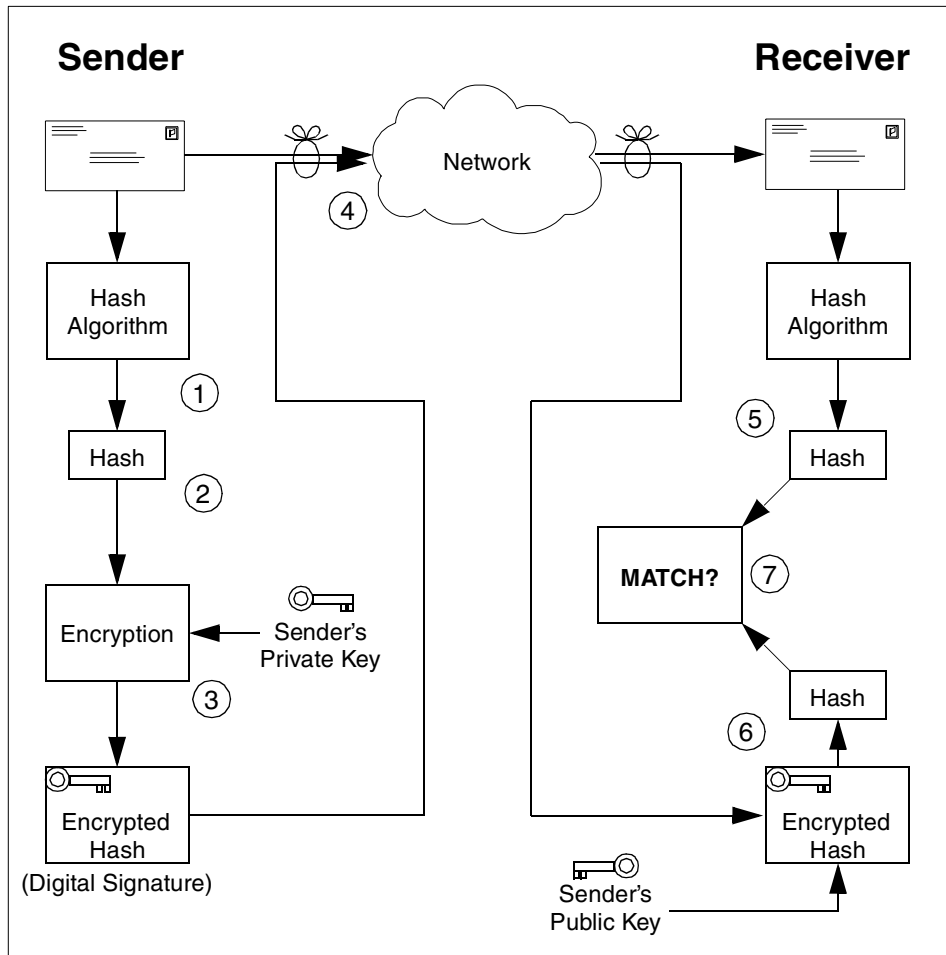 Sender
Receiver
P
P
Network
4
Hash
Algorithm
Hash
Algorithm
1
5
Hash
Hash
2
MATCH?
7
Encryption
Sender's
Private Key
3
Hash
6
Encrypted
Hash
Encrypted
Hash
(Digital Signature)
Sender's
Public Key